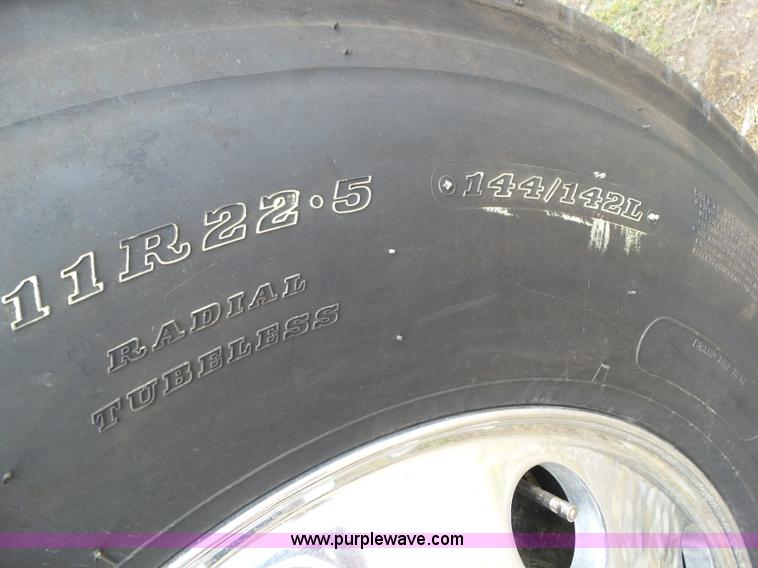 11R22.5
144/142L
RADIAL
TUBELESS
www.purplewave.com